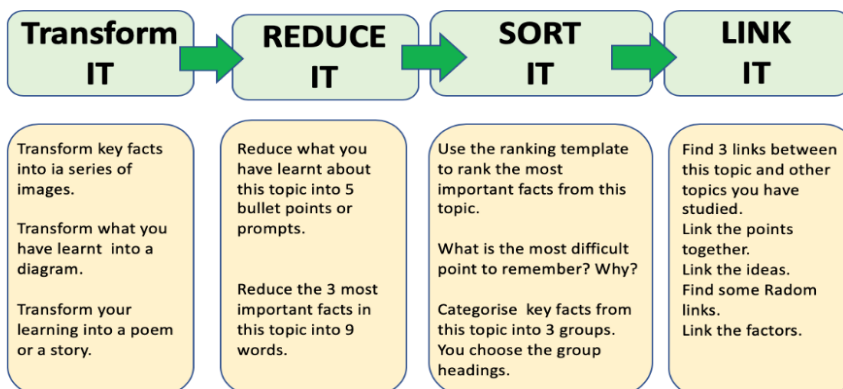 Transform
IT
REDUCE
IT
SORT
IT
LINK
IT
Transform key facts
into ia series of
images.
Transform what you
have learnt into a
diagram.
Transform your
learning into a poem
or a story.
Reduce what you
have learnt about
this topic into 5
bullet points or
prompts.
Reduce the 3 most
important facts in
this topic into 9
words.
Use the ranking template
to rank the most
important facts from this
topic.
What is the most difficult
point to remember? Why?
Categorise key facts from
this topic into 3 groups.
You choose the group
headings.
Find 3 links between
this topic and other
topics you have
studied.
Link the points
together.
Link the ideas.
Find some Radom
links.
Link the factors.